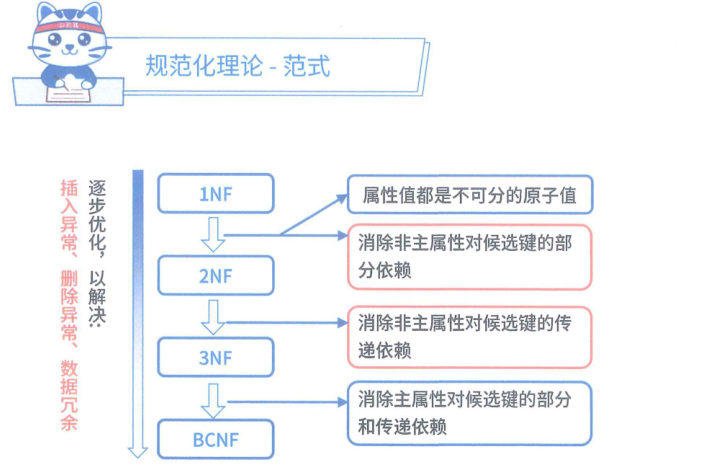 规范化理论 - 范式
逐步优化，以解决：
插入异常、删除异常、数据冗余
1NF
属性值都是不可分的原子值
消除非主属性对候选键的部
分依赖
2NF
消除非主属性对候选键的传
递依赖
3NF
消除主属性对候选键的部分
和传递依赖
BCNF